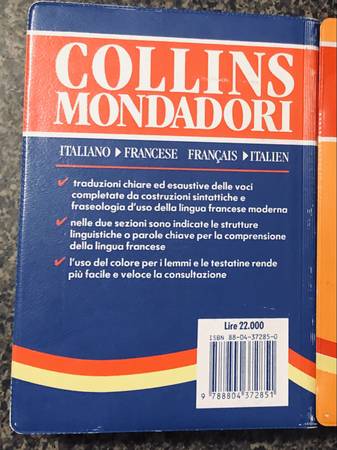 COLLINS
MONDADORI
ITALIANO ▶ FRANCESE FRANÇAIS ▶ ITALIEN
✓ traduzioni chiare ed esaustive delle voci
completate da costruzioni sintattiche e
fraseologia d'uso della lingua francese moderna
✓ nelle due sezioni sono indicate le strutture
linguistiche o parole chiave per la comprensione
della lingua francese
✓ l'uso del colore per i lemmi e le testatine rende
più facile e veloce la consultazione
Lire 22.000
ISBN 88-04-37285-0
9 788804 372851